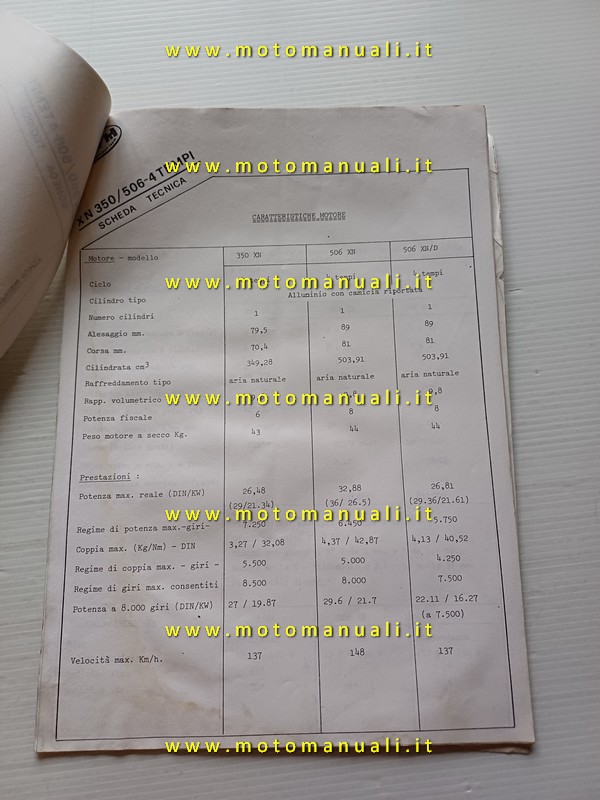 www.motomanuali.it
XN 350/506-4 TEMPI
SCHEDA TECNICA
www.motomanuali.it
CARATTERISTICHE MOTORE
Motore - modello 350 XN 506 XN 506 XN/D
www.motomanuali.it
Ciclo 4 tempi 4 tempi
Cilindro tipo Alluminio con camicia riportata
Numero cilindri 1 1 1
Alesaggio mm. 79,5 89 89
Corsa mm. 70,4 81 81
Cilindrata cm3 349,28 503,91 503,91
Raffreddamento tipo aria naturale aria naturale aria naturale
www.motomanuali.it
Rapp. volumetrico 9,8
Potenza fiscale 6 8 8
Peso motore a secco Kg. 43 44 44
Prestazioni :
Potenza max. reale (DIN/KW) 26,48 32,88 26,81
(29/21.34) (36/ 26.5) (29.36/21.61)
www.motomanuali.it
Regime di potenza max.-giri- 7.250 6.450 5.750
Coppia max. (Kg/Nm) - DIN 3,27 / 32,08 4,37 / 42,87 4,13 / 40,52
Regime di coppia max. - giri - 5.500 5.000 4.250
Regime di giri max. consentiti 8.500 8.000 7.500
Potenza a 8.000 giri (DIN/KW) 27 / 19.87 29.6 / 21.7 22.11 / 16.27
(a 7.500)
www.motomanuali.it
Velocità max. Km/h. 137 148 137
www.motomanuali.it